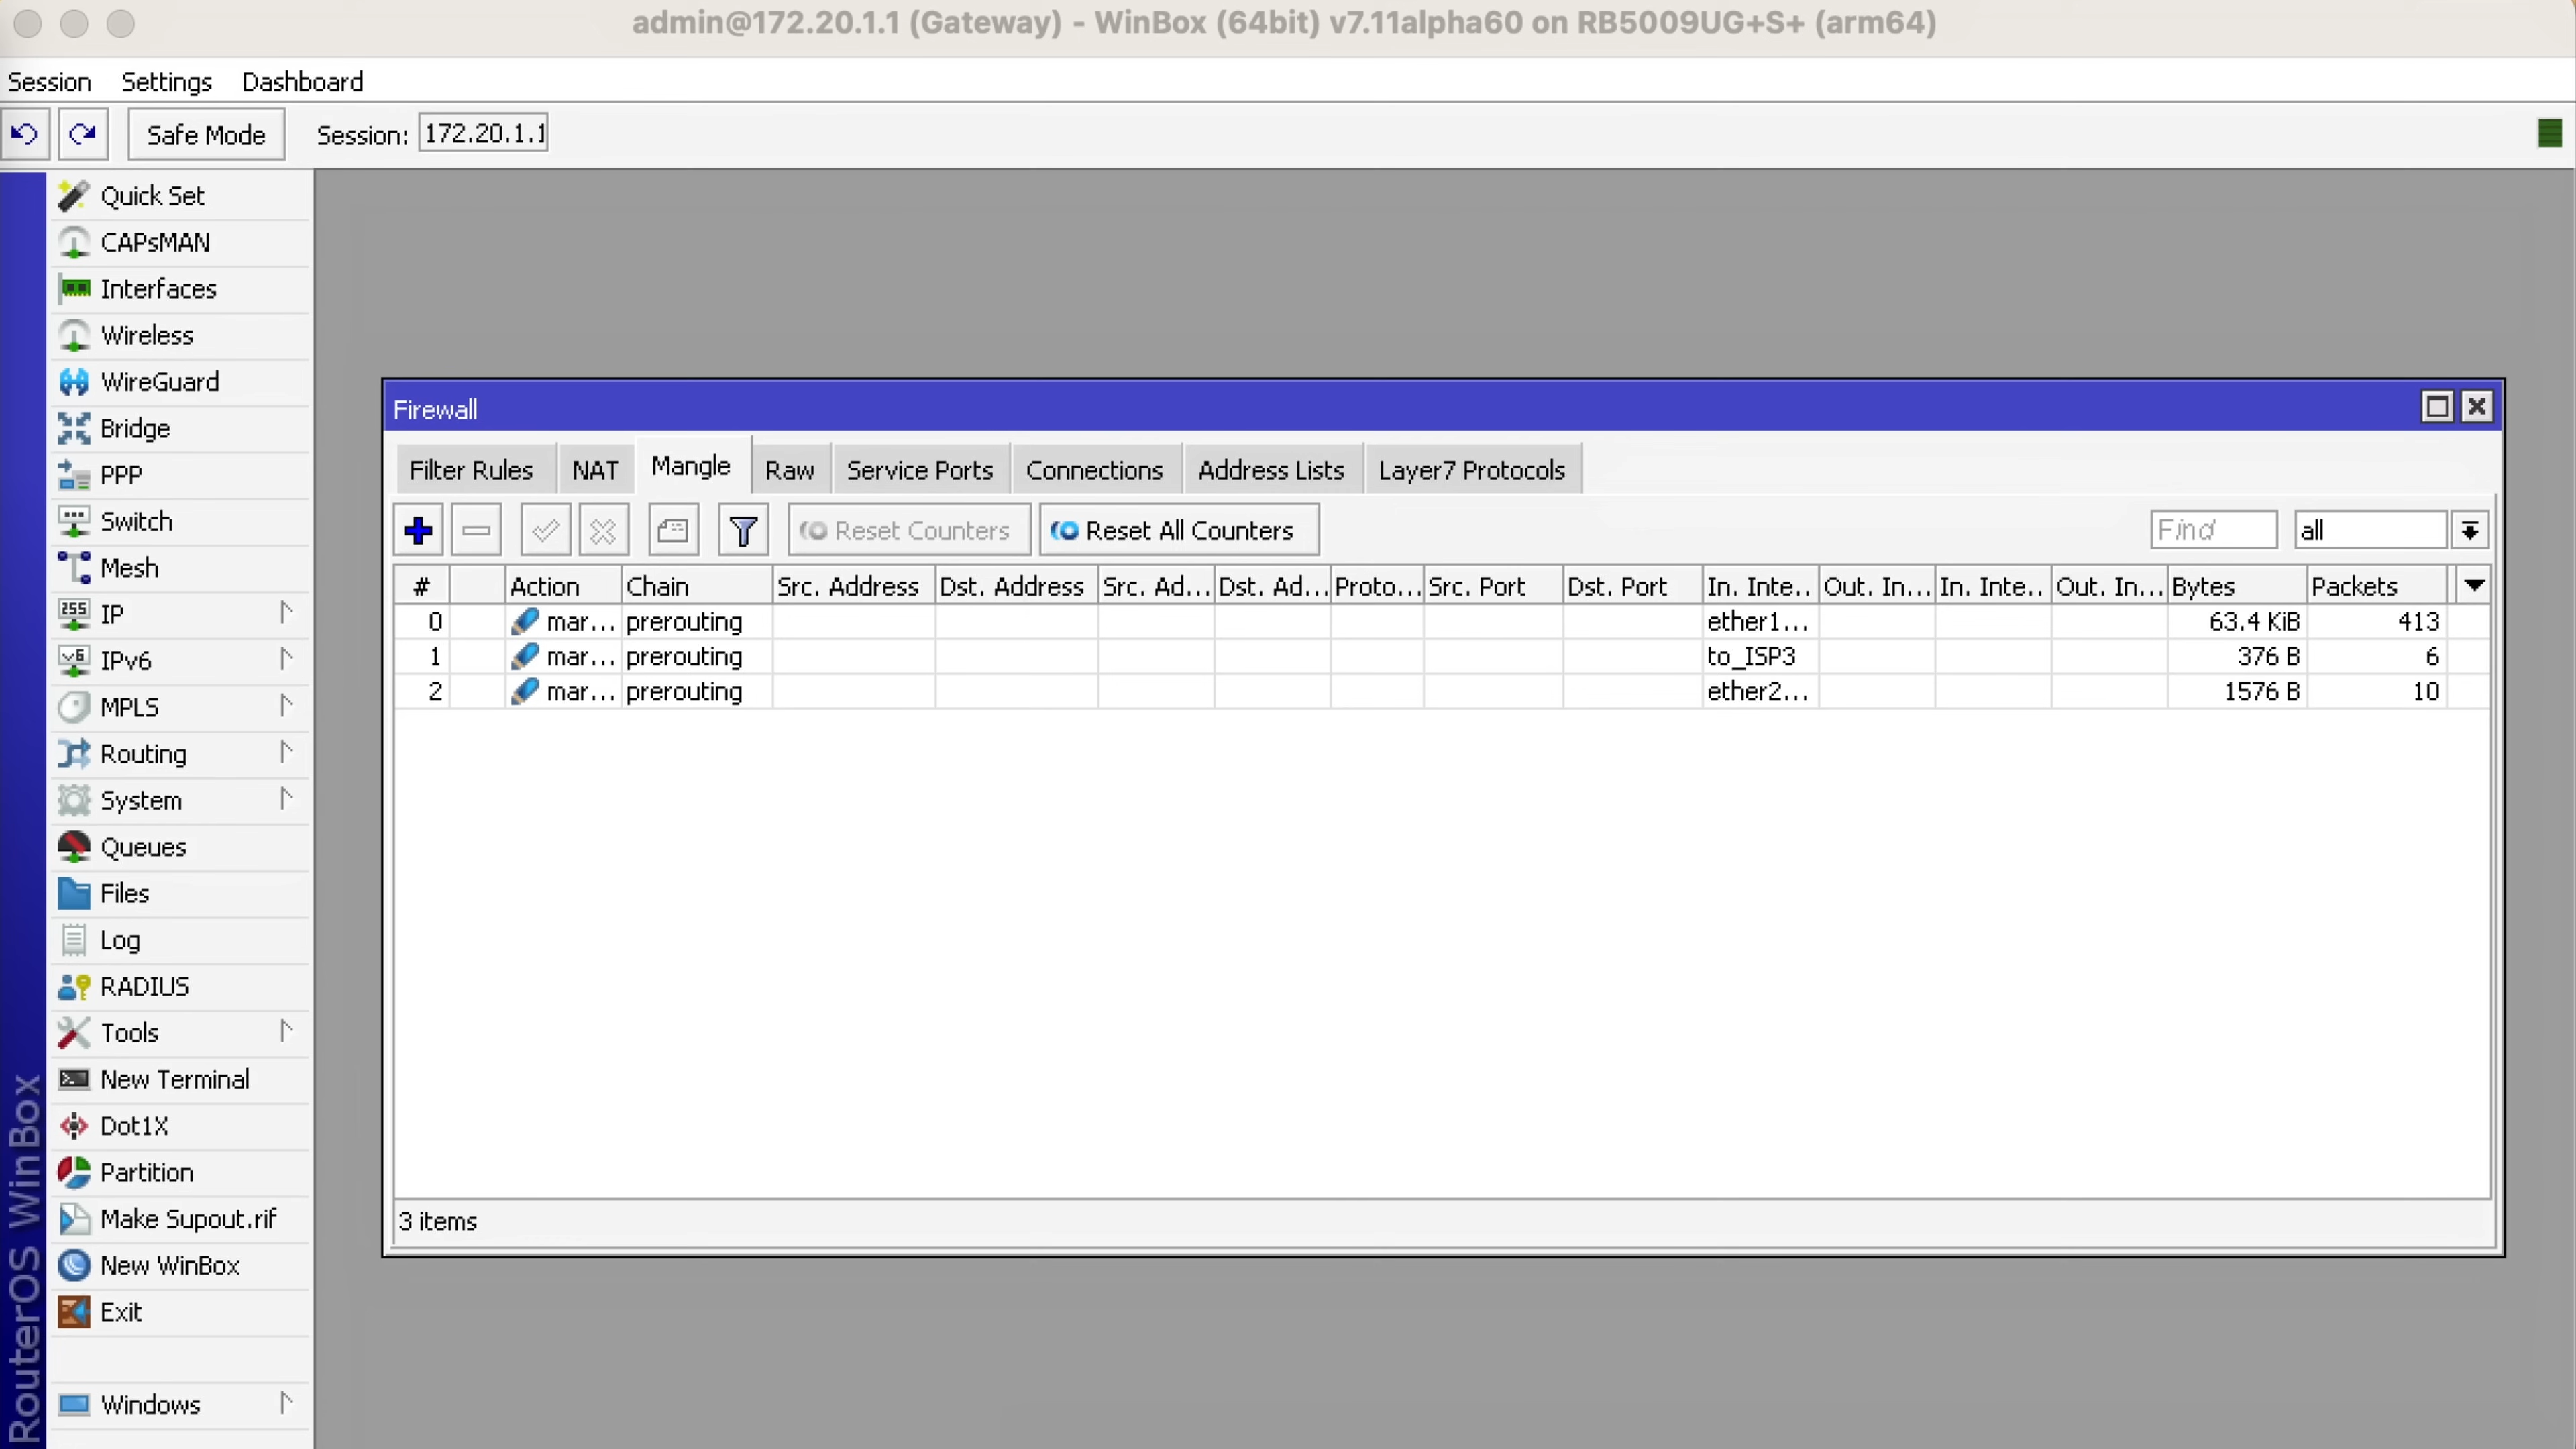 admin@172.20.1.1 (Gateway) - WinBox (64bit) v7.11alpha60 on RB5009UG+S+ (arm64)
Session Settings Dashboard
Safe Mode Session: 172.20.1.1
Quick Set
CAPsMAN
Interfaces
Wireless
WireGuard
Bridge
PPP
Switch
Mesh
IP
IPv6
MPLS
Routing
System
Queues
Files
Log
RADIUS
Tools
New Terminal
Dot1X
Partition
Make Supout.rif
New WinBox
Exit
Windows
RouterOS WinBox
Firewall
Filter Rules NAT Mangle Raw Service Ports Connections Address Lists Layer7 Protocols
Reset Counters Reset All Counters Find all
# Action Chain Src. Address Dst. Address Src. Ad... Dst. Ad... Proto... Src. Port Dst. Port In. Inte.. Out. In... In. Inte.. Out. In... Bytes Packets
0 mar... prerouting ether1... 63.4 KiB 413
1 mar... prerouting to_ISP3 376 B 6
2 mar... prerouting ether2... 1576 B 10
3 items